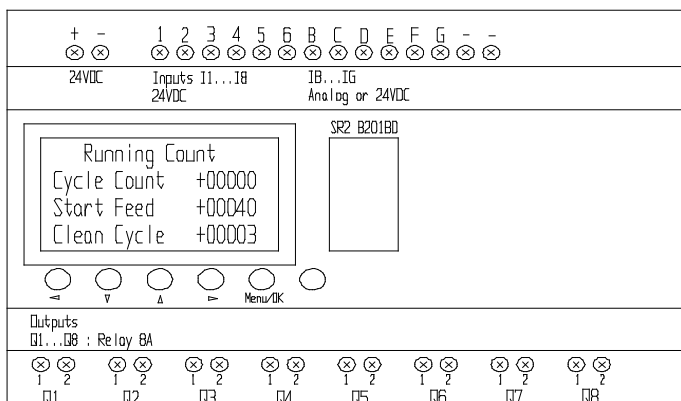 + - 1 2 3 4 5 6 B C D E F G - -
24VDC Inputs I1...I8 IB...IG
24VDC Analog or 24VDC
SR2 B201BD
Running Count
Cycle Count +00000
Start Feed +00040
Clean Cycle +00003
Menu/OK
Outputs
Q1...Q8 : Relay 8A
1 2 1 2 1 2 1 2 1 2 1 2 1 2 1 2
Q1 Q2 Q3 Q4 Q5 Q6 Q7 Q8